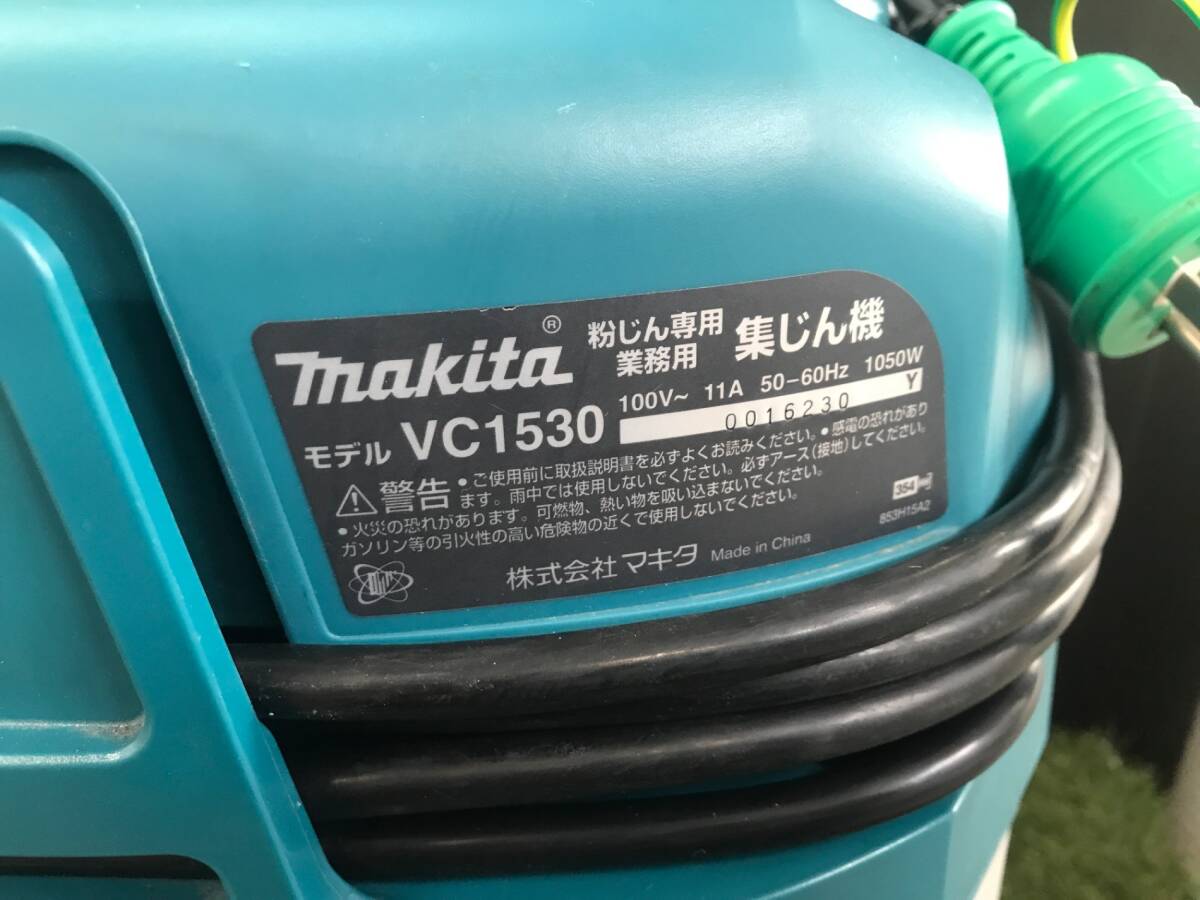 makita®
粉じん専用
業務用
集じん機
モデル VC1530
100V～ 11A 50-60Hz 1050W
0016230 Y
警告
• ご使用前に取扱説明書を必ずよくお読みください。• 感電の恐れがあり
ます。雨中では使用しないでください。必ずアース(接地)してください。
• 火災の恐れがあります。可燃物、熱い物を吸い込まないでください。
ガソリン等の引火性の高い危険物の近くで使用しないでください。
354
853H15A2
株式会社 マキタ Made in China